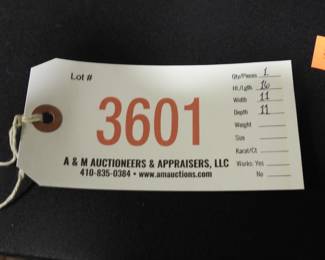 Lot #
3601
A & M AUCTIONEERS & APPRAISERS, LLC
410-835-0384 • www.amauctions.com
Qty/Pieces 1
Ht./Lgth 16
Width 11
Depth 11
Weight
Size
Karat/Ct
Works: Yes
No